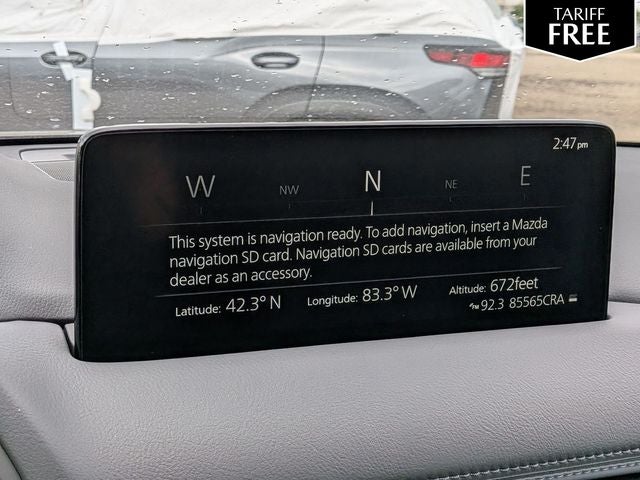 TARIFF
FREE
2:47pm
W NW N NE E
This system is navigation ready. To add navigation, insert a Mazda
navigation SD card. Navigation SD cards are available from your
dealer as an accessory.
Latitude: 42.3° N Longitude: 83.3° W Altitude: 672feet
FM 92.3 85565CRA